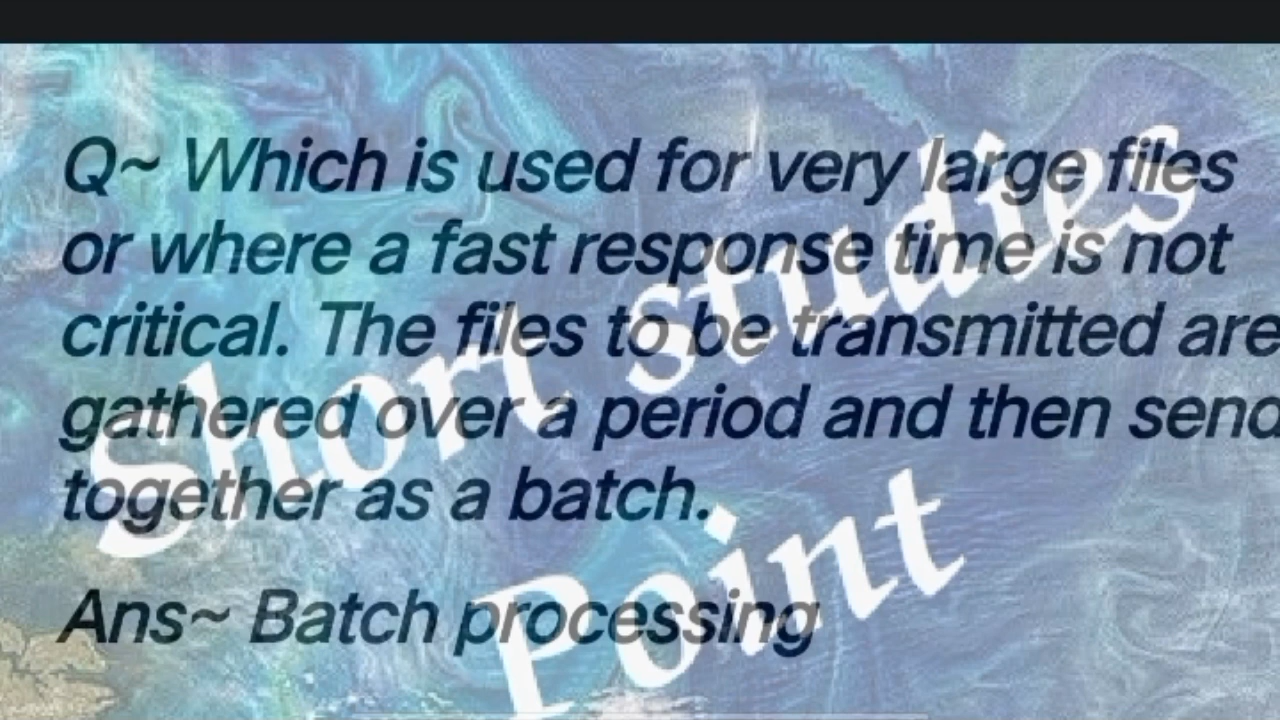 Q~ Which is used for very large files
or where a fast response time is not
critical. The files to be transmitted are
gathered over a period and then send
together as a batch.
Ans~ Batch processing
Short studies
Point